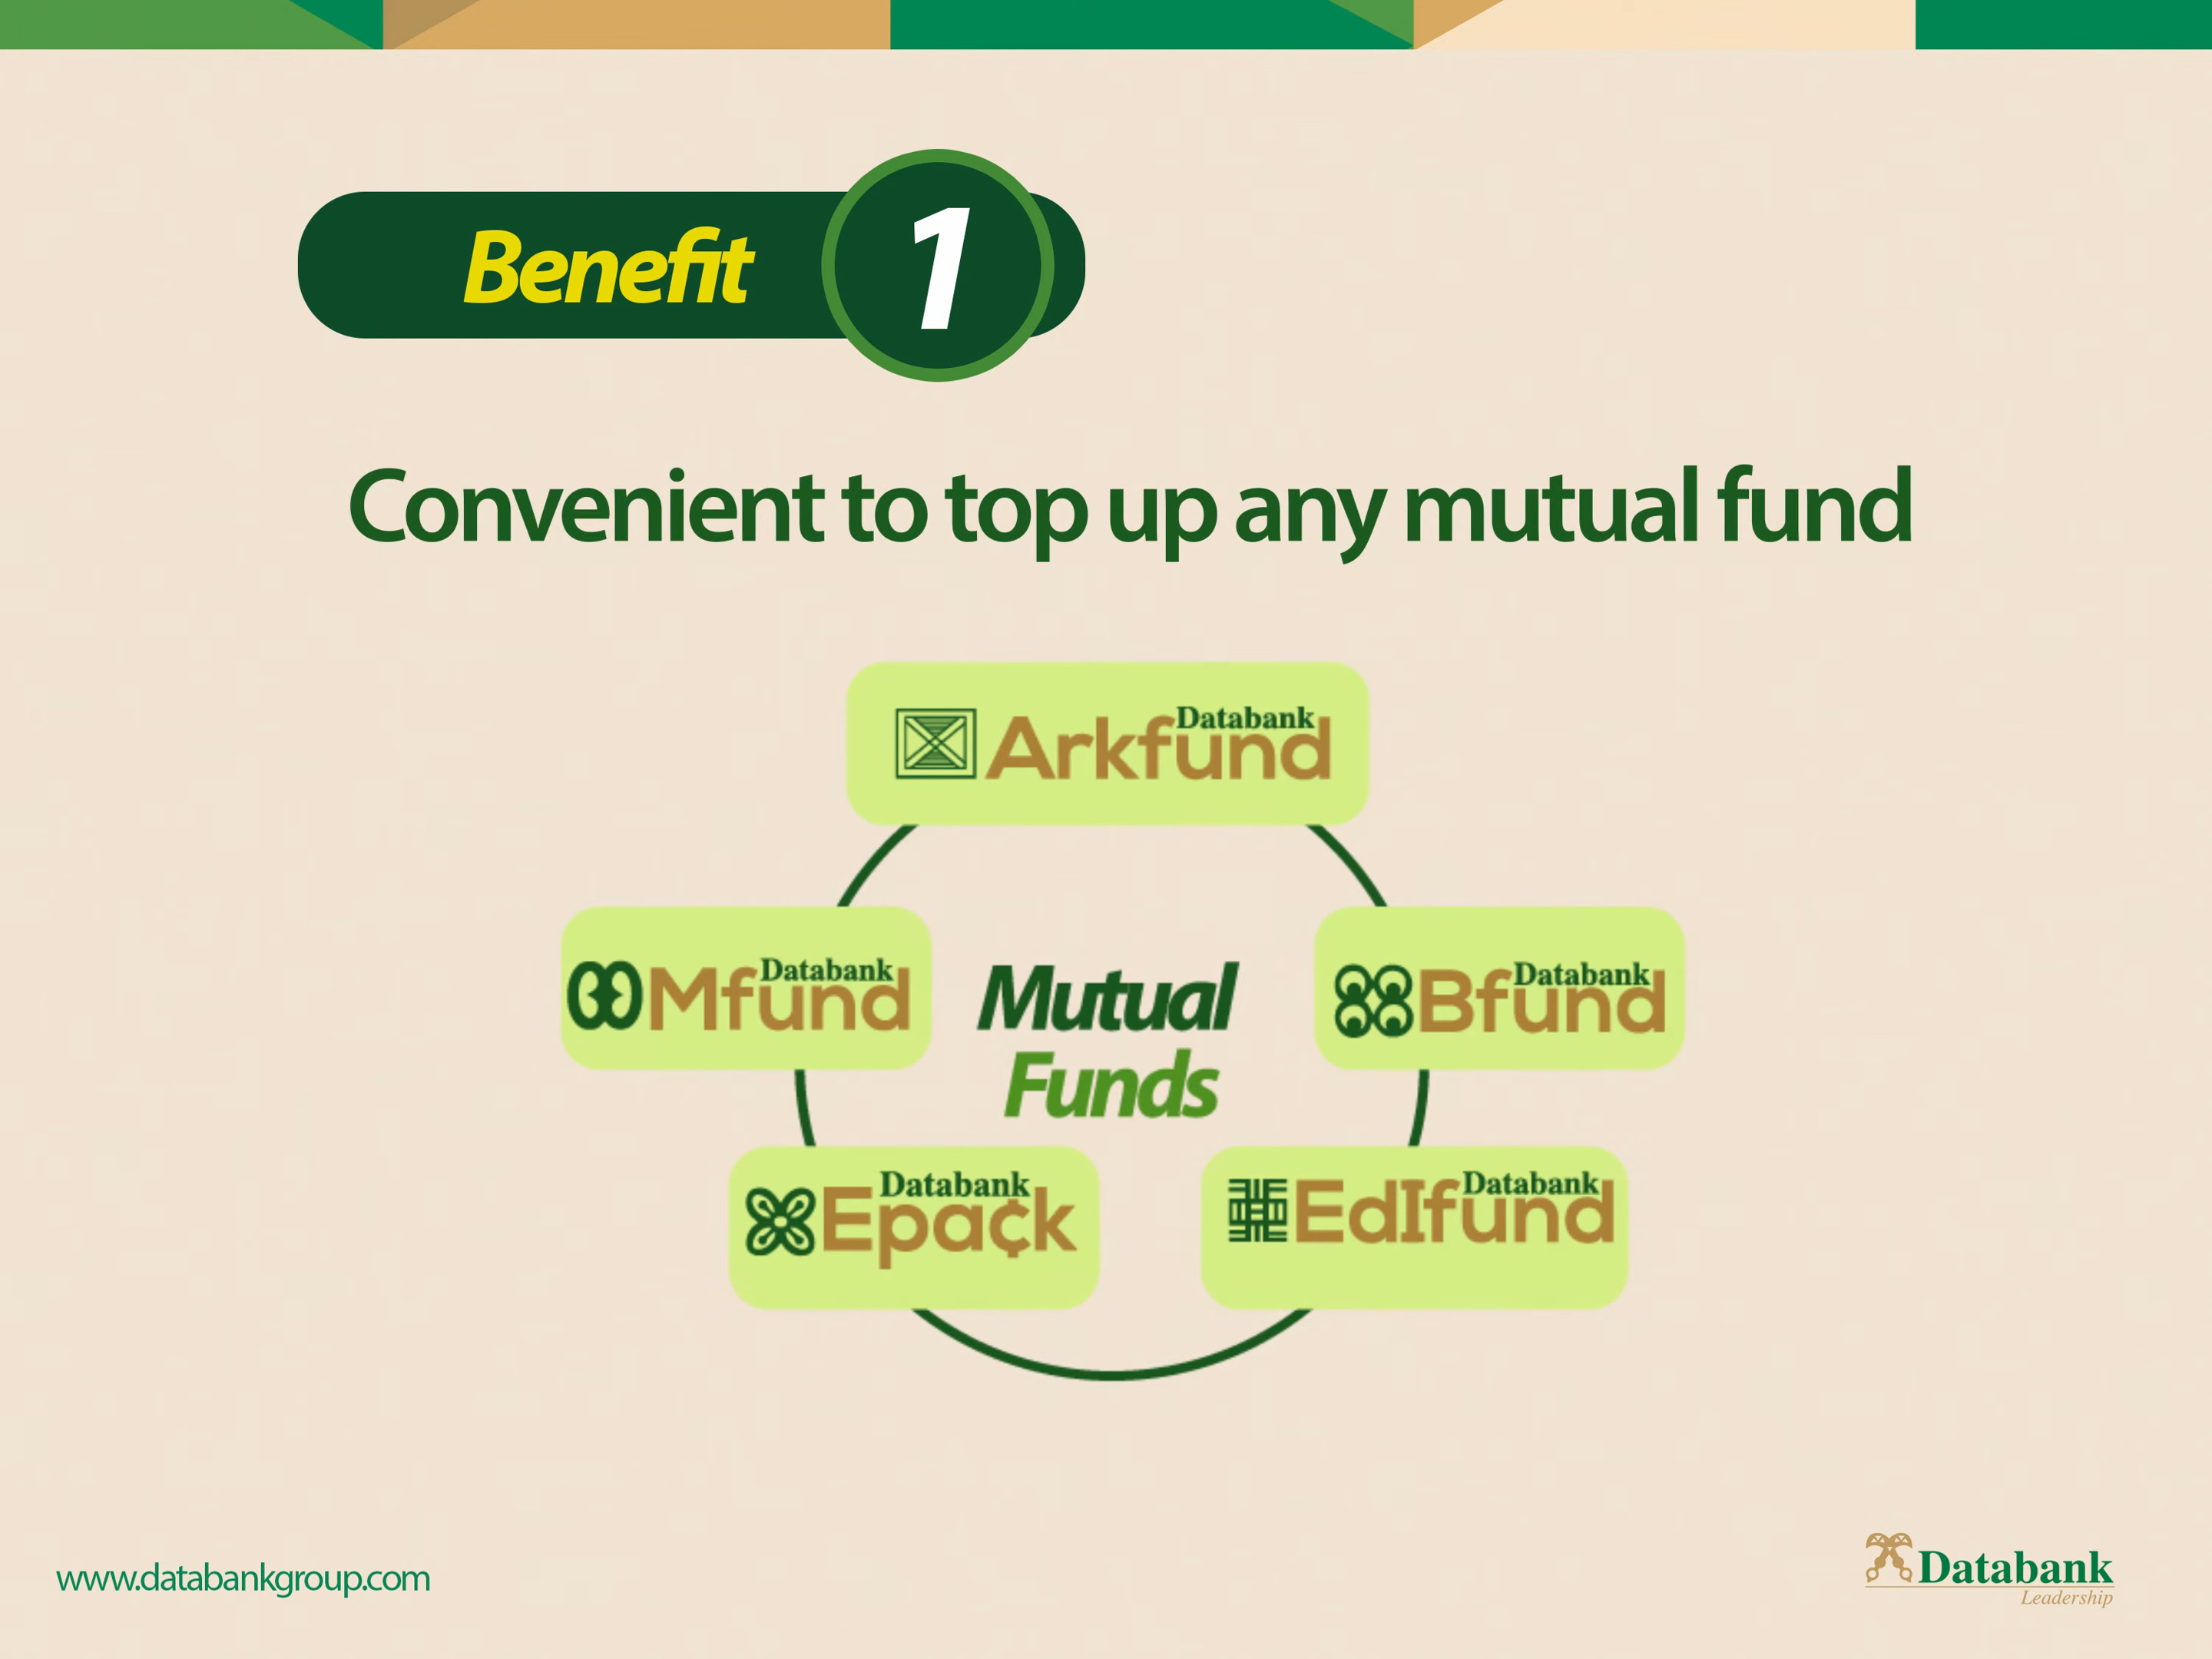 Benefit 1
Convenient to top up any mutual fund
Databank
Arkfund
Databank
Mfund
Mutual
Funds
Databank
Bfund
Databank
Epa¢k
Databank
EdIfund
www.databankgroup.com
Databank
Leadership